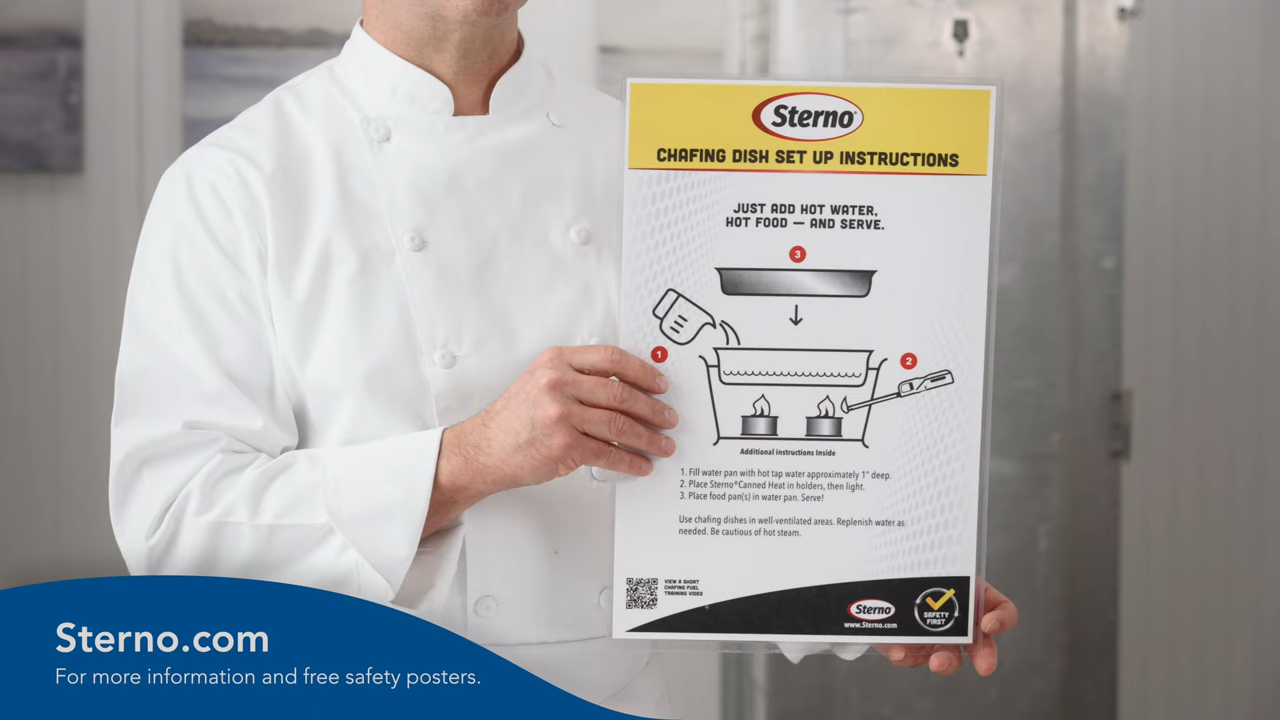 Sterno
CHAFING DISH SET UP INSTRUCTIONS
JUST ADD HOT WATER,
HOT FOOD — AND SERVE.
3
1
2
Additional instructions Inside
1. Fill water pan with hot tap water approximately 1" deep.
2. Place Sterno® Canned Heat in holders, then light.
3. Place food pan(s) in water pan. Serve!
Use chafing dishes in well-ventilated areas. Replenish water as
needed. Be cautious of hot steam.
VIEW A SHORT
CHAFING FUEL
TRAINING VIDEO
Sterno
www.Sterno.com
SAFETY
FIRST
Sterno.com
For more information and free safety posters.